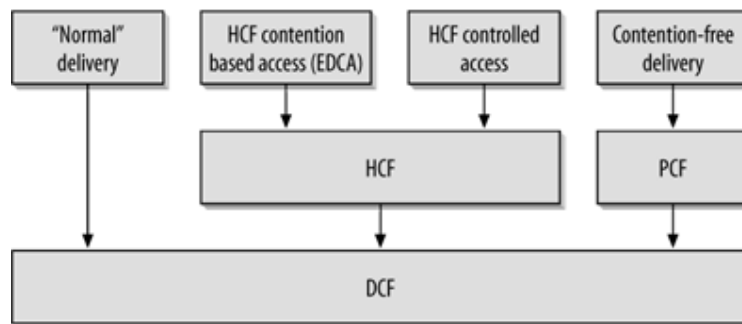 “Normal”
delivery
HCF contention
based access (EDCA)
HCF controlled
access
Contention-free
delivery
HCF
PCF
DCF